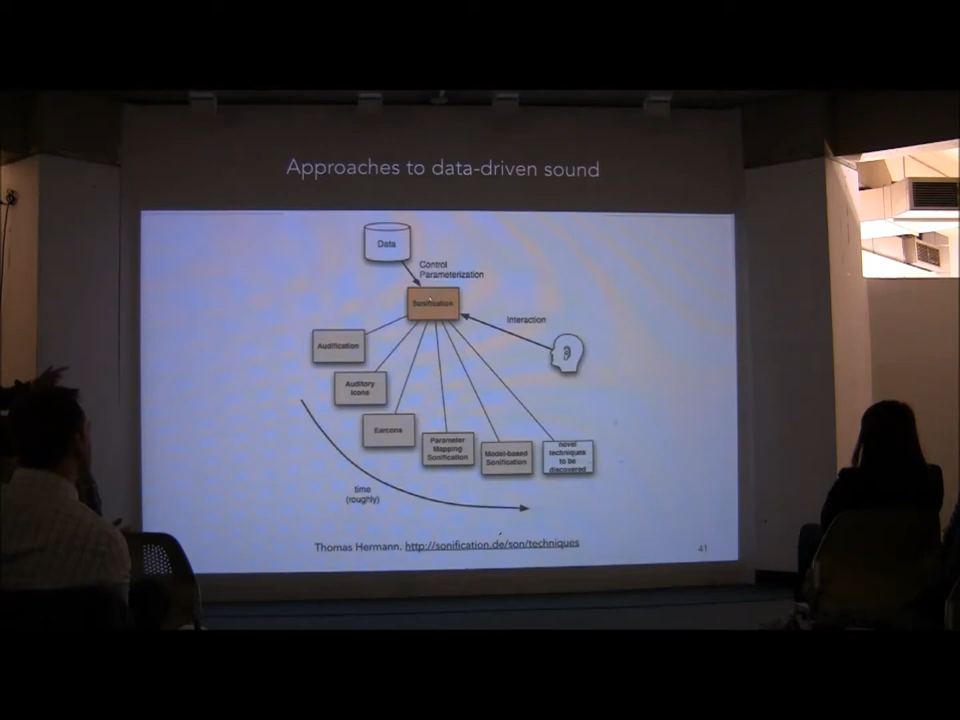 Approaches to data-driven sound
Data
Control
Parameterization
Sonification
Interaction
Audification
Auditory
Icons
Earcons
Parameter
Mapping
Sonification
Model-based
Sonification
novel
techniques
to be
discovered
time
(roughly)
Thomas Hermann. http://sonification.de/son/techniques
41